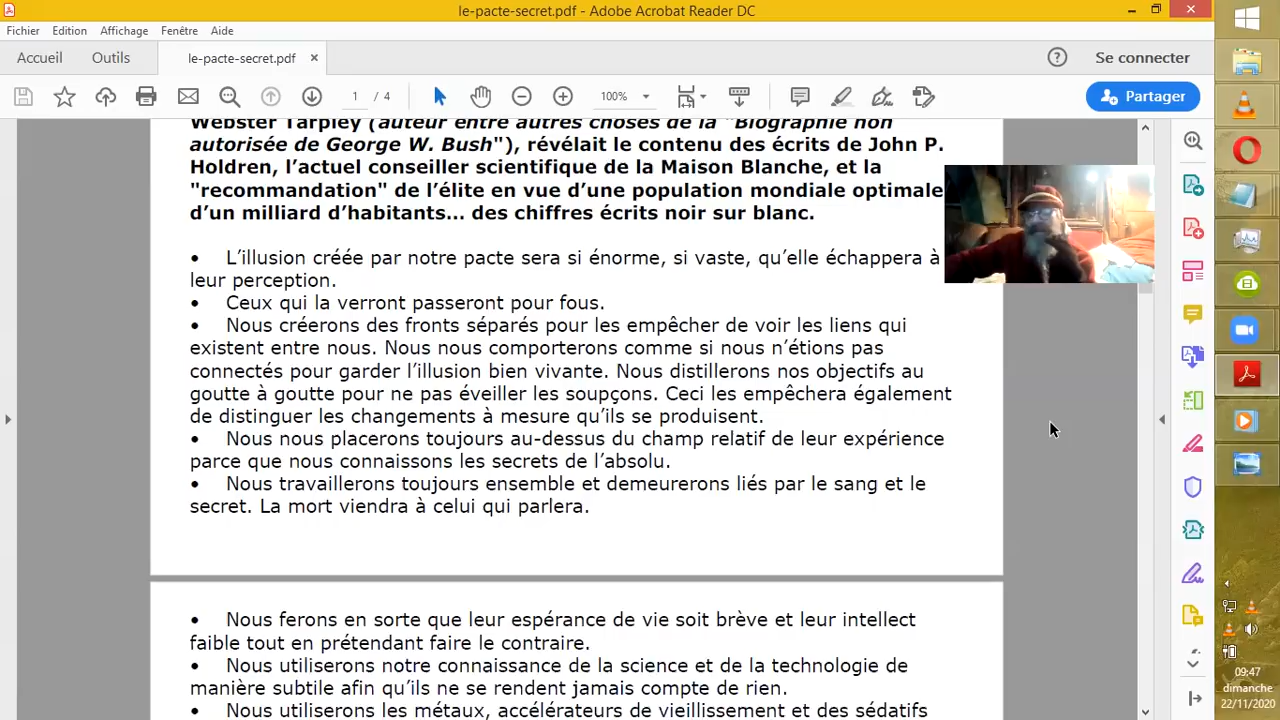 le-pacte-secret.pdf - Adobe Acrobat Reader DC
Fichier Edition Affichage Fenêtre Aide
Accueil Outils le-pacte-secret.pdf × Se connecter
1 / 4 100% Partager
Webster Tarpley (auteur entre autres choses de la "Biographie non
autorisée de George W. Bush"), révélait le contenu des écrits de John P.
Holdren, l’actuel conseiller scientifique de la Maison Blanche, et la
"recommandation" de l’élite en vue d’une population mondiale optimale
d’un milliard d’habitants... des chiffres écrits noir sur blanc.
• L’illusion créée par notre pacte sera si énorme, si vaste, qu’elle échappera à
leur perception.
• Ceux qui la verront passeront pour fous.
• Nous créerons des fronts séparés pour les empêcher de voir les liens qui
existent entre nous. Nous nous comporterons comme si nous n’étions pas
connectés pour garder l’illusion bien vivante. Nous distillerons nos objectifs au
goutte à goutte pour ne pas éveiller les soupçons. Ceci les empêchera également
de distinguer les changements à mesure qu’ils se produisent.
• Nous nous placerons toujours au-dessus du champ relatif de leur expérience
parce que nous connaissons les secrets de l’absolu.
• Nous travaillerons toujours ensemble et demeurerons liés par le sang et le
secret. La mort viendra à celui qui parlera.
• Nous ferons en sorte que leur espérance de vie soit brève et leur intellect
faible tout en prétendant faire le contraire.
• Nous utiliserons notre connaissance de la science et de la technologie de
manière subtile afin qu’ils ne se rendent jamais compte de rien.
• Nous utiliserons les métaux, accélérateurs de vieillissement et des sédatifs
09:47
dimanche
22/11/2020